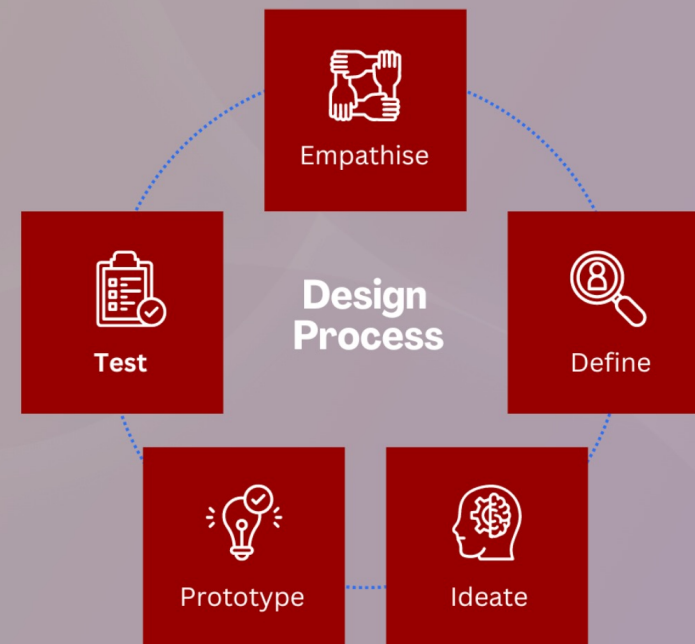 Empathise
Design
Process
Test
Define
Prototype
Ideate